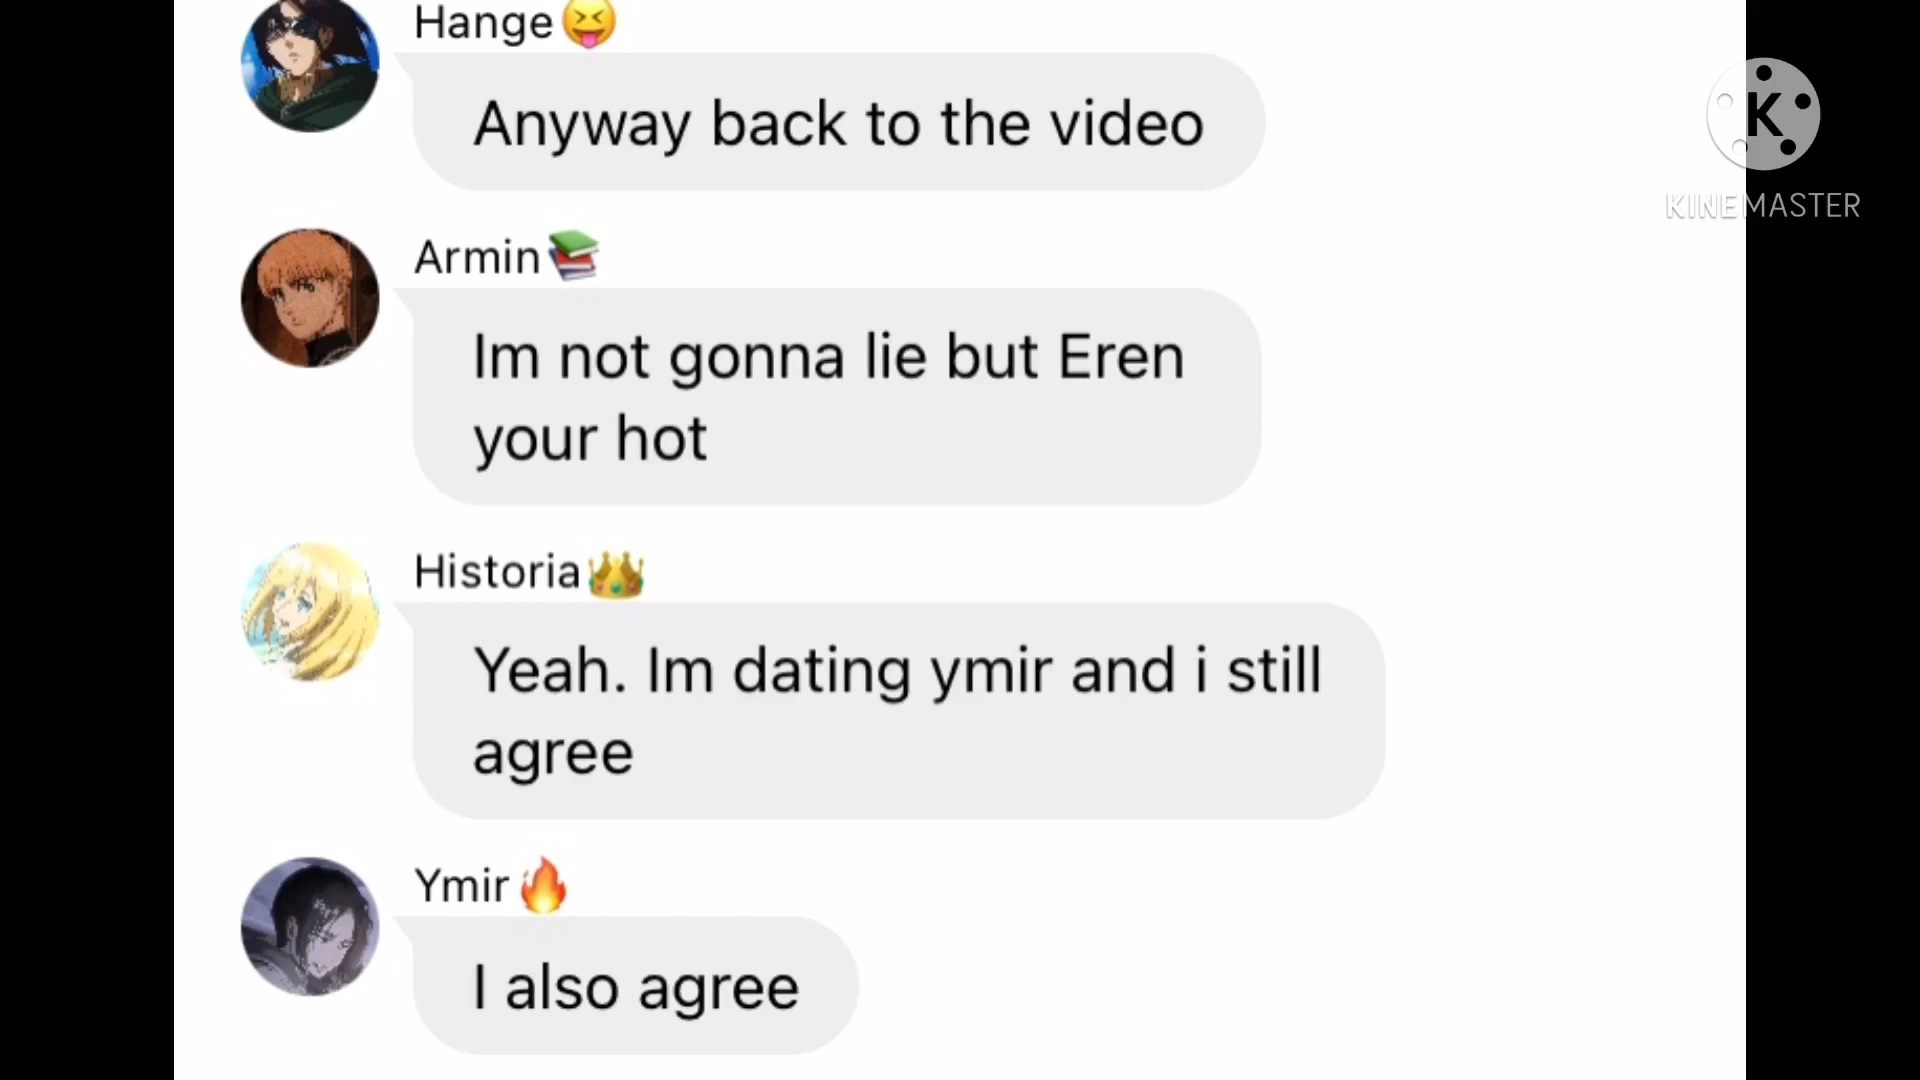 Hange😝
Anyway back to the video
K
KINEMASTER
Armin📚
Im not gonna lie but Eren
your hot
Historia👑
Yeah. Im dating ymir and i still
agree
Ymir🔥
I also agree